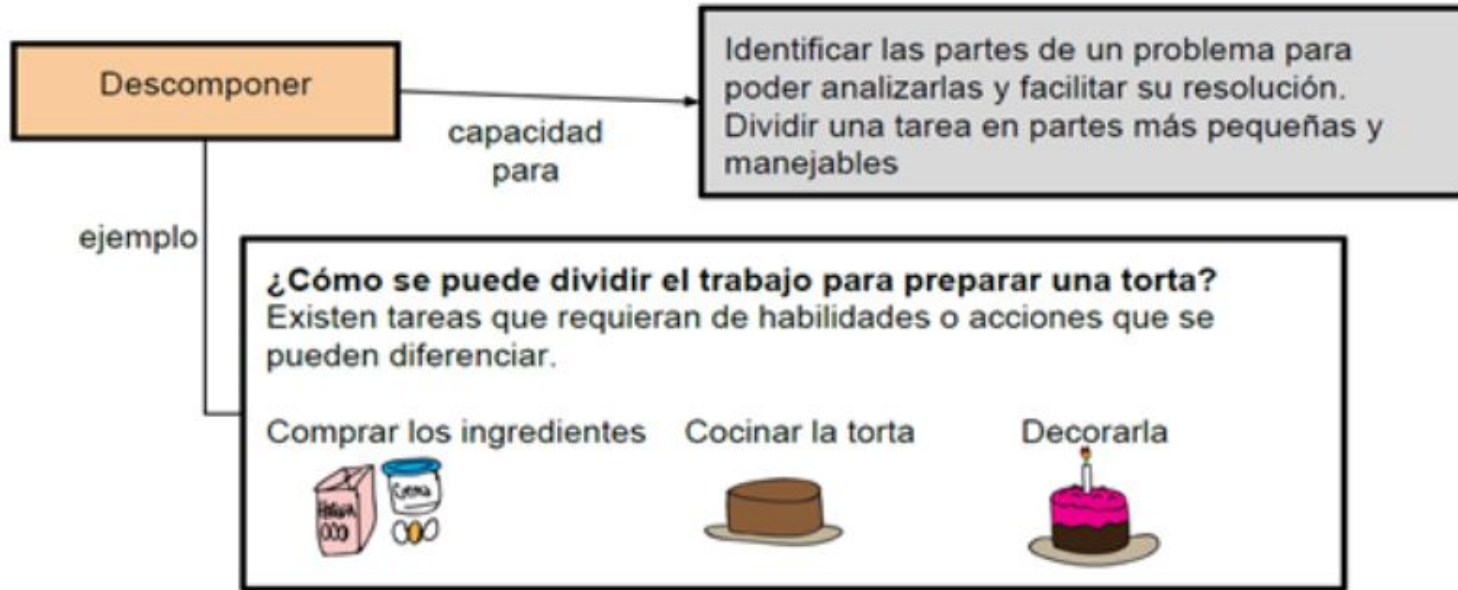 Descomponer
capacidad
para
Identificar las partes de un problema para
poder analizarlas y facilitar su resolución.
Dividir una tarea en partes más pequeñas y
manejables
ejemplo
¿Cómo se puede dividir el trabajo para preparar una torta?
Existen tareas que requieran de habilidades o acciones que se
pueden diferenciar.
Comprar los ingredientes
Cocinar la torta
Decorarla
Harina
Crema